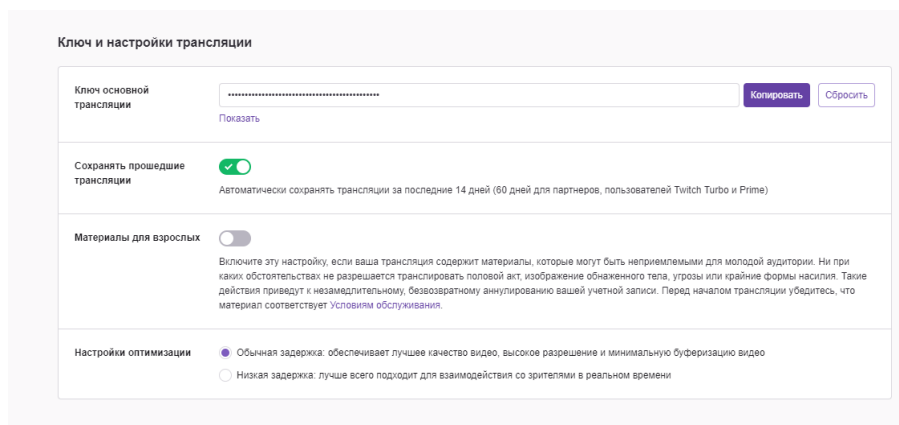 Ключ и настройки трансляции
Ключ основной
трансляции
Копировать
Сбросить
Показать
Сохранять прошедшие
трансляции
Автоматически сохранять трансляции за последние 14 дней (60 дней для партнеров, пользователей Twitch Turbo и Prime)
Материалы для взрослых
Включите эту настройку, если ваша трансляция содержит материалы, которые могут быть неприемлемыми для молодой аудитории. Ни при
каких обстоятельствах не разрешается транслировать половой акт, изображение обнаженного тела, угрозы или крайние формы насилия. Такие
действия приведут к незамедлительному, безвозвратному аннулированию вашей учетной записи. Перед началом трансляции убедитесь, что
материал соответствует Условиям обслуживания.
Настройки оптимизации
Обычная задержка: обеспечивает лучшее качество видео, высокое разрешение и минимальную буферизацию видео
Низкая задержка: лучше всего подходит для взаимодействия со зрителями в реальном времени